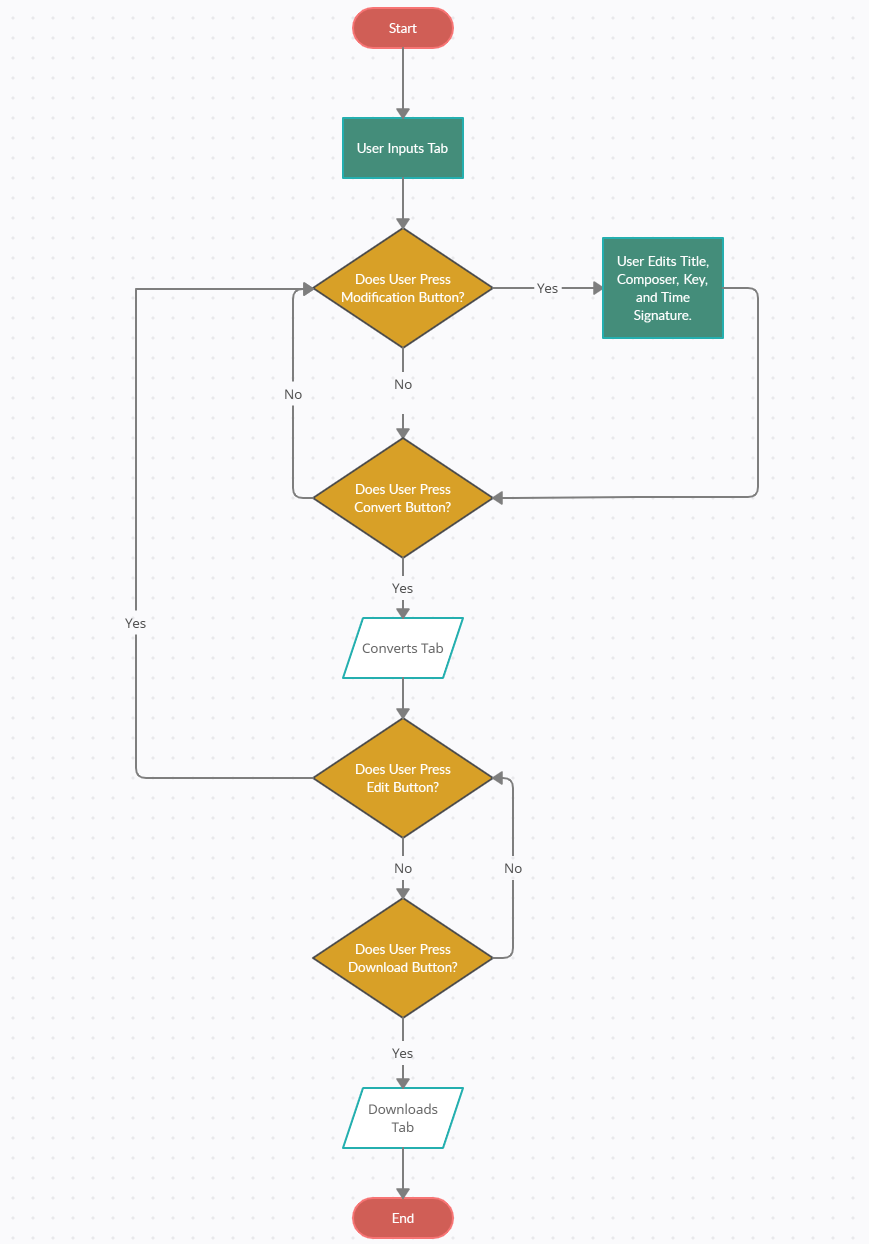 Start
User Inputs Tab
Does User Press
Modification Button?
Yes
User Edits Title,
Composer, Key,
and Time
Signature.
No
No
Does User Press
Convert Button?
Yes
Yes
Converts Tab
Does User Press
Edit Button?
No
No
Does User Press
Download Button?
Yes
Downloads
Tab
End